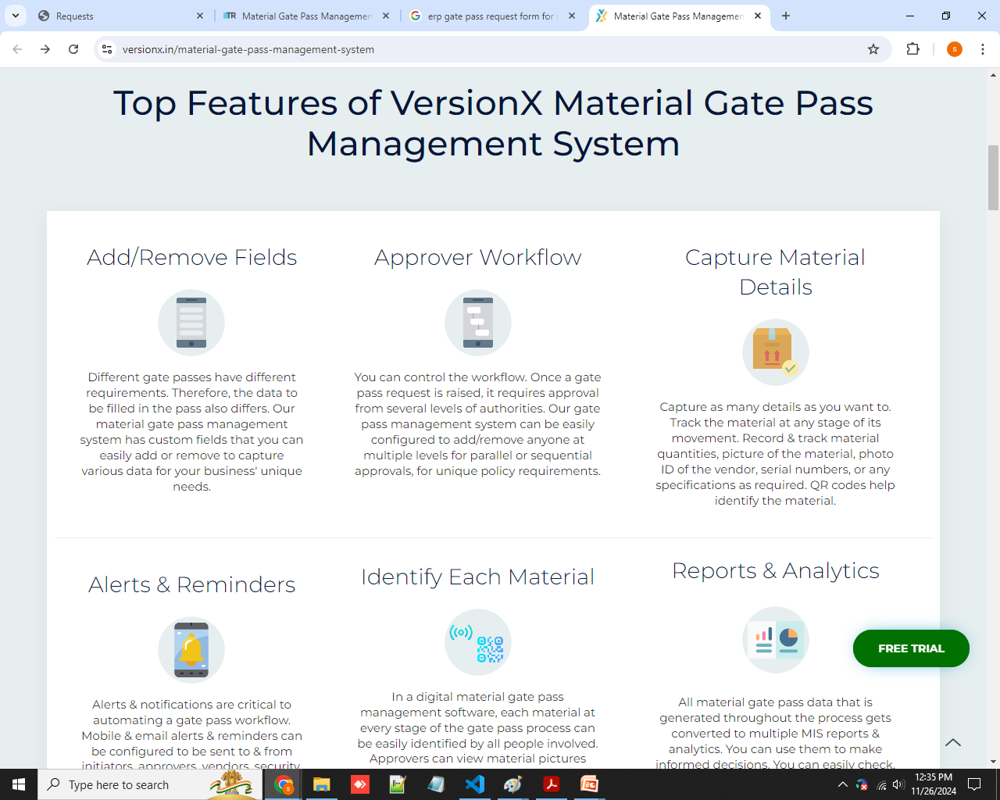 Requests
Material Gate Pass Managemen
erp gate pass request form for
Material Gate Pass Managemen
versionx.in/material-gate-pass-management-system
S
Top Features of VersionX Material Gate Pass
Management System
Add/Remove Fields
Different gate passes have different
requirements. Therefore, the data to
be filled in the pass also differs. Our
material gate pass management
system has custom fields that you can
easily add or remove to capture
various data for your business' unique
needs.
Approver Workflow
You can control the workflow. Once a gate
pass request is raised, it requires approval
from several levels of authorities. Our gate
pass management system can be easily
configured to add/remove anyone at
multiple levels for parallel or sequential
approvals, for unique policy requirements.
Capture Material
Details
Capture as many details as you want to.
Track the material at any stage of its
movement. Record & track material
quantities, picture of the material, photo
ID of the vendor, serial numbers, or any
specifications as required. QR codes help
identify the material.
Alerts & Reminders
Alerts & notifications are critical to
automating a gate pass workflow.
Mobile & email alerts & reminders can
be configured to be sent to & from
initiators, approvers, vendors, security
Identify Each Material
In a digital material gate pass
management software, each material at
every stage of the gate pass process can
be easily identified by all people involved.
Approvers can view material pictures
Reports & Analytics
All material gate pass data that is
generated throughout the process gets
converted to multiple MIS reports &
analytics. You can use them to make
informed decisions. You can easily check,
FREE TRIAL
Type here to search
12:35 PM
11/26/2024